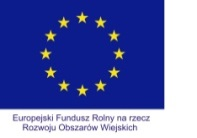 Europejski Fundusz Rolny na rzecz
Rozwoju Obszarów Wiejskich